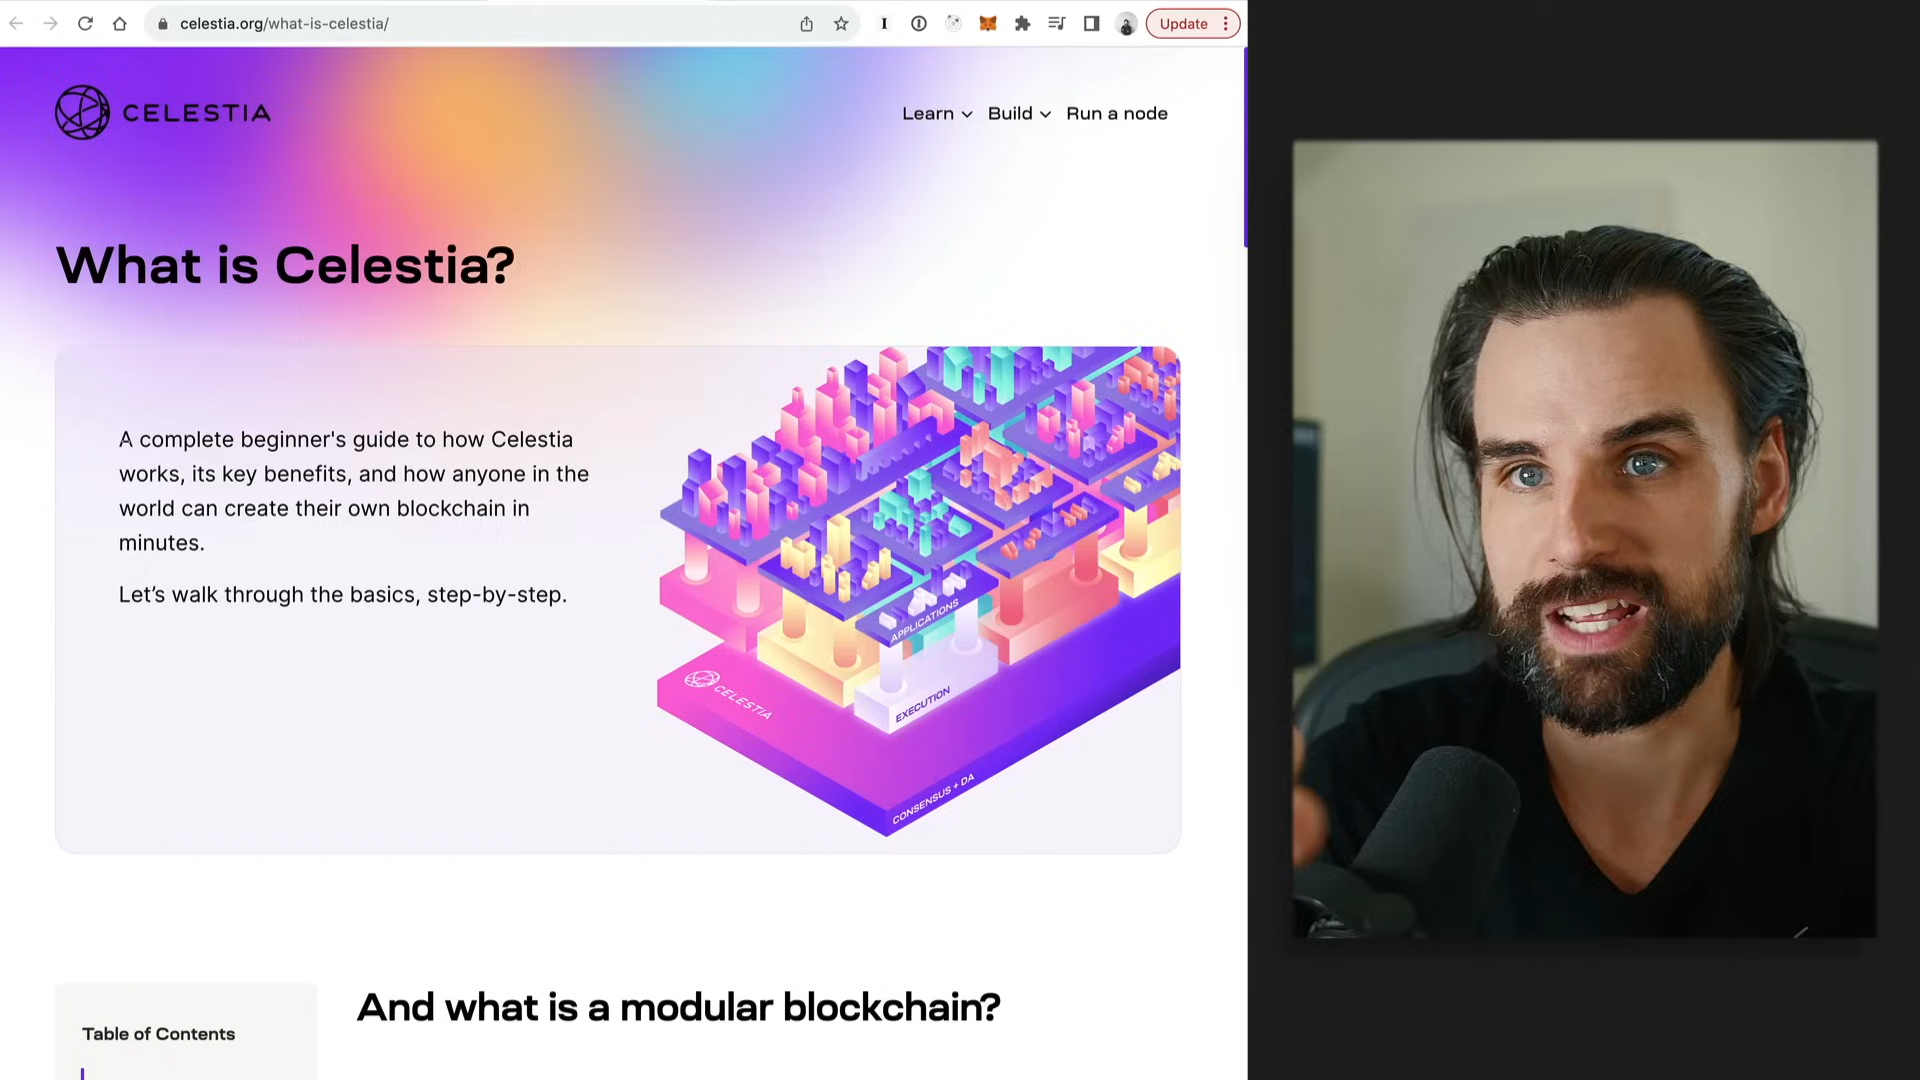 celestia.org/what-is-celestia/
Update
CELESTIA
Learn
Build
Run a node
What is Celestia?
A complete beginner's guide to how Celestia
works, its key benefits, and how anyone in the
world can create their own blockchain in
minutes.
Let’s walk through the basics, step-by-step.
APPLICATIONS
EXECUTION
CELESTIA
CONSENSUS + DA
And what is a modular blockchain?
Table of Contents